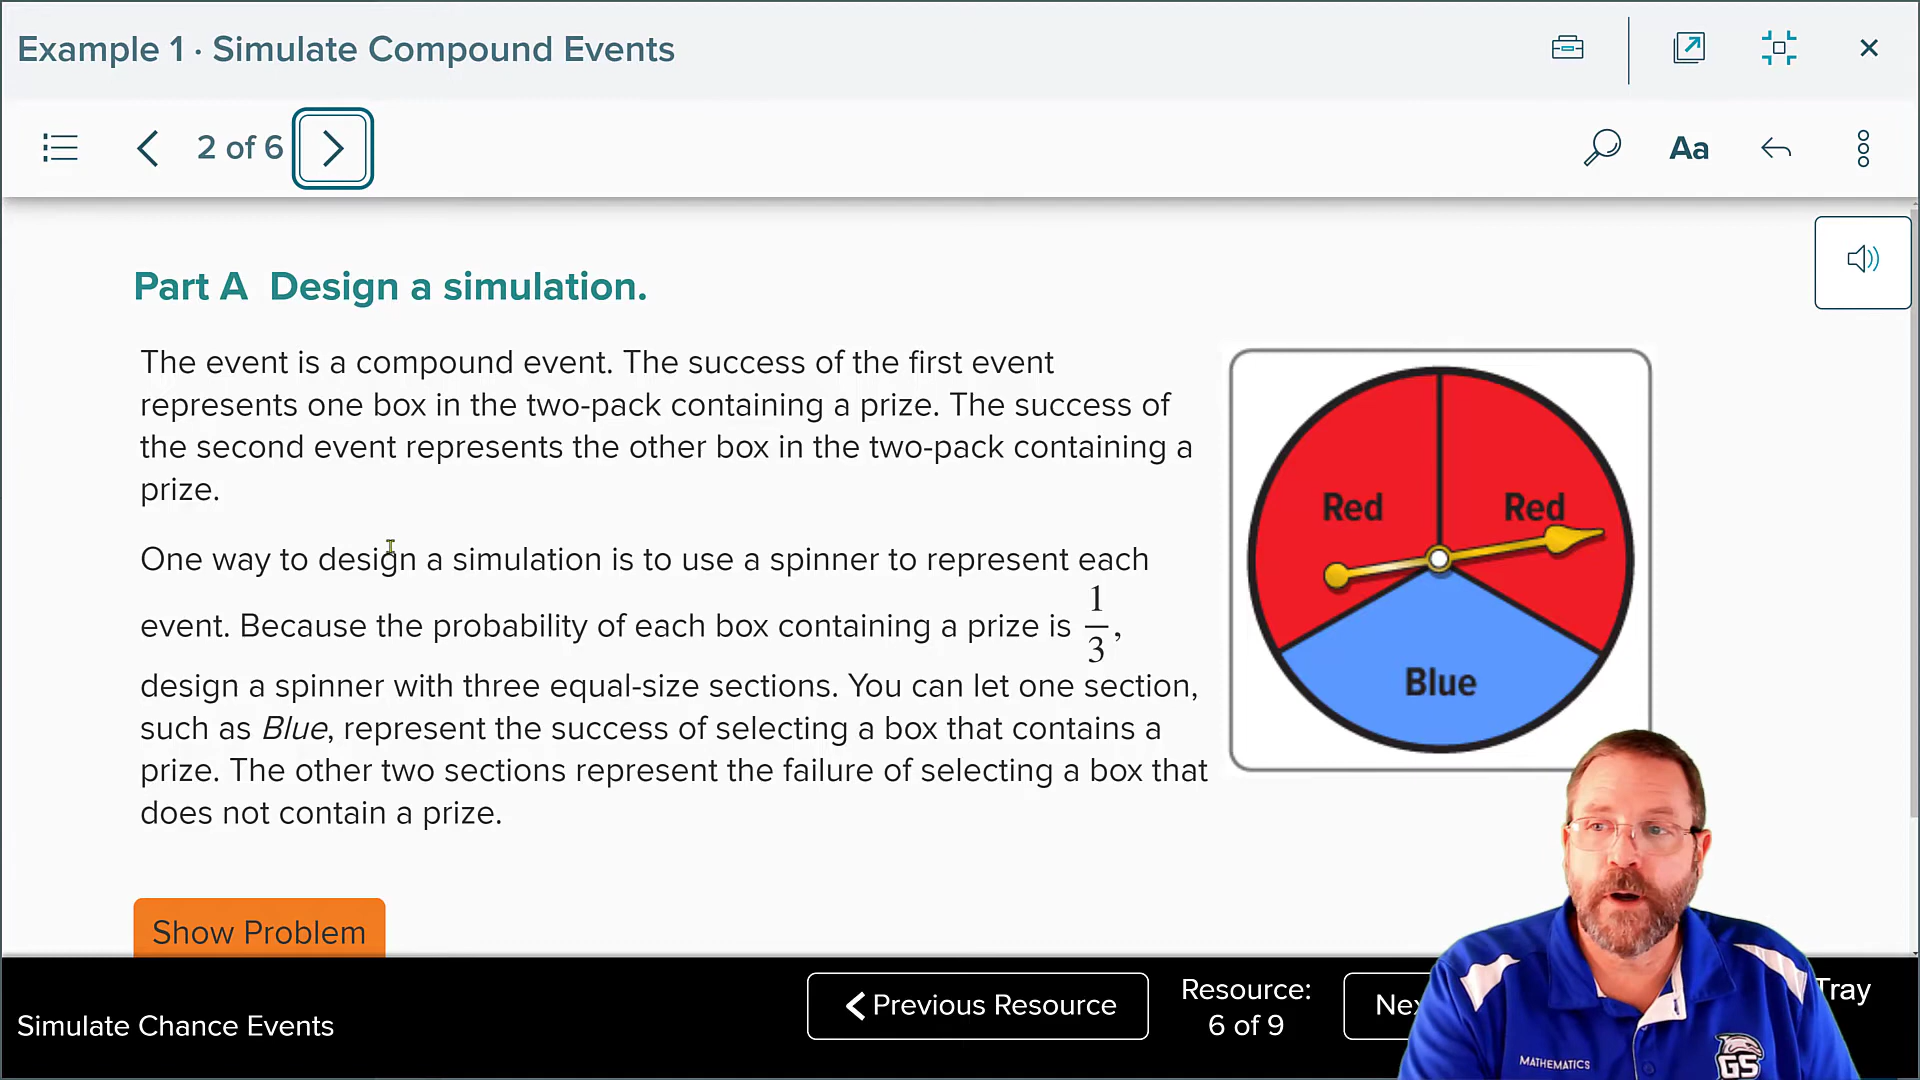 Example 1 · Simulate Compound Events
2 of 6
Aa
Part A Design a simulation.
The event is a compound event. The success of the first event
represents one box in the two-pack containing a prize. The success of
the second event represents the other box in the two-pack containing a
prize.
One way to design a simulation is to use a spinner to represent each
event. Because the probability of each box containing a prize is 1/3,
design a spinner with three equal-size sections. You can let one section,
such as Blue, represent the success of selecting a box that contains a
prize. The other two sections represent the failure of selecting a box that
does not contain a prize.
Red
Red
Blue
Show Problem
Simulate Chance Events
Previous Resource
Resource:
6 of 9
Nex
Tray
MATHEMATICS
GS